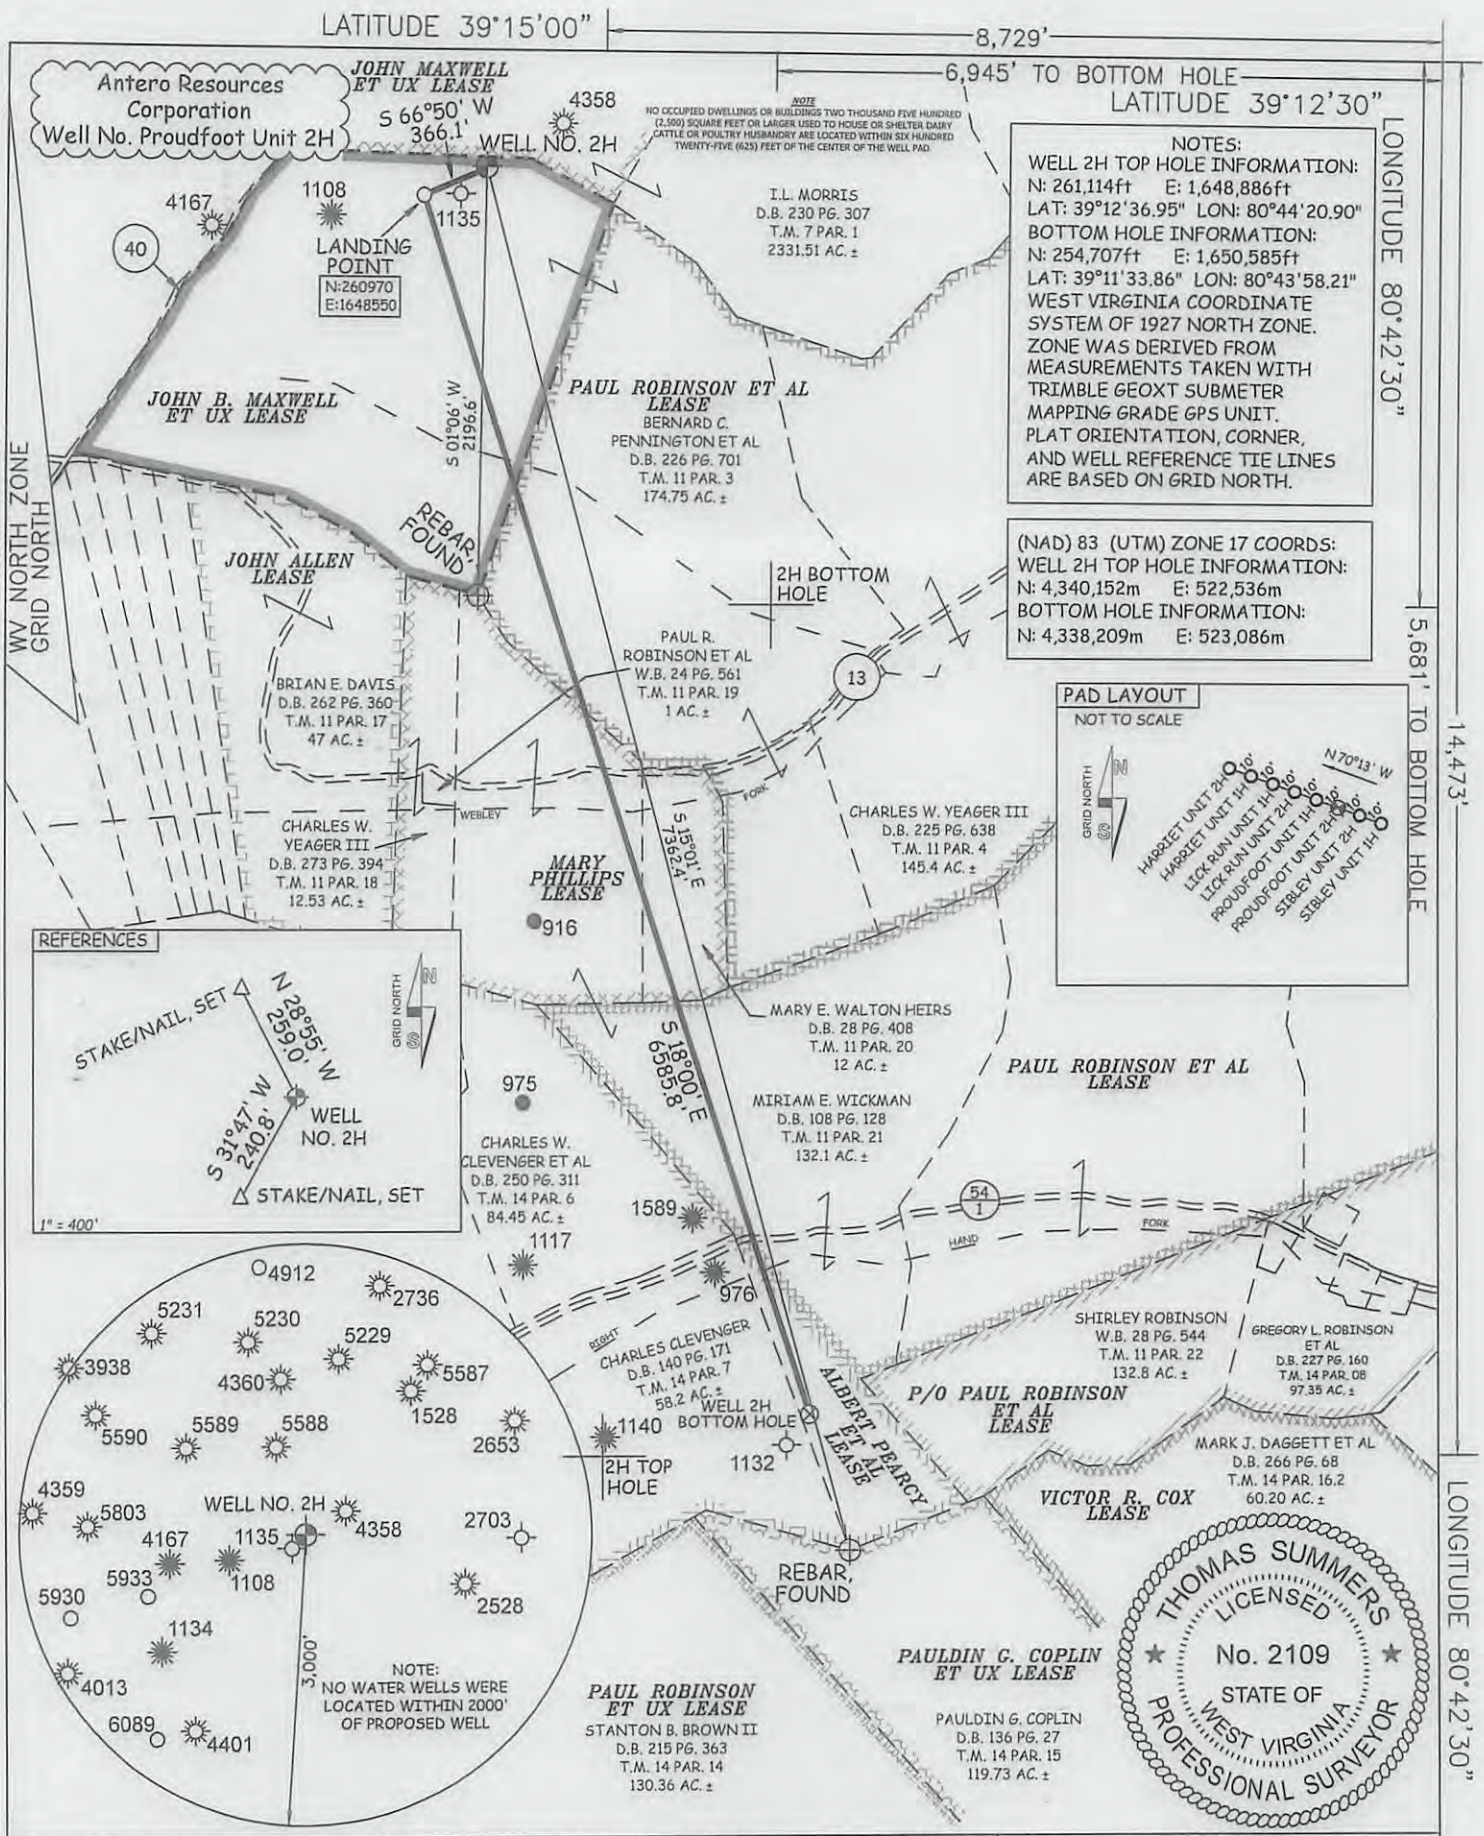 LATITUDE 39°15'00"
8,729'
6,945' TO BOTTOM HOLE
LATITUDE 39°12'30"
LONGITUDE 80°42'30"
Antero Resources
Corporation
Well No. Proudfoot Unit 2H
JOHN MAXWELL
ET UX LEASE
S 66°50' W
366.1'
4358
WELL NO. 2H
NOTE
NO OCCUPIED DWELLINGS OR BUILDINGS TWO THOUSAND FIVE HUNDRED
(2,500) SQUARE FEET OR LARGER USED TO HOUSE OR SHELTER DAIRY
CATTLE OR POULTRY HUSBANDRY ARE LOCATED WITHIN SIX HUNDRED
TWENTY-FIVE (625) FEET OF THE CENTER OF THE WELL PAD.
NOTES:
WELL 2H TOP HOLE INFORMATION:
N: 261,114ft E: 1,648,886ft
LAT: 39°12'36.95" LON: 80°44'20.90"
BOTTOM HOLE INFORMATION:
N: 254,707ft E: 1,650,585ft
LAT: 39°11'33.86" LON: 80°43'58.21"
WEST VIRGINIA COORDINATE
SYSTEM OF 1927 NORTH ZONE.
ZONE WAS DERIVED FROM
MEASUREMENTS TAKEN WITH
TRIMBLE GEOXT SUBMETER
MAPPING GRADE GPS UNIT.
PLAT ORIENTATION, CORNER,
AND WELL REFERENCE TIE LINES
ARE BASED ON GRID NORTH.
4167
1108
1135
40
LANDING
POINT
N:260970
E:1648550
I.L. MORRIS
D.B. 230 PG. 307
T.M. 7 PAR. 1
2331.51 AC. ±
JOHN B. MAXWELL
ET UX LEASE
S 01°06' W
2196.6'
PAUL ROBINSON ET AL
LEASE
BERNARD C.
PENNINGTON ET AL
D.B. 226 PG. 701
T.M. 11 PAR. 3
174.75 AC. ±
WV NORTH ZONE
GRID NORTH
REBAR,
FOUND
JOHN ALLEN
LEASE
2H BOTTOM
HOLE
(NAD) 83 (UTM) ZONE 17 COORDS:
WELL 2H TOP HOLE INFORMATION:
N: 4,340,152m E: 522,536m
BOTTOM HOLE INFORMATION:
N: 4,338,209m E: 523,086m
5,681' TO BOTTOM HOLE
14,473'
PAUL R.
ROBINSON ET AL
W.B. 24 PG. 561
T.M. 11 PAR. 19
1 AC. ±
13
BRIAN E. DAVIS
D.B. 262 PG. 360
T.M. 11 PAR. 17
47 AC. ±
PAD LAYOUT
NOT TO SCALE
GRID NORTH
N
S
N 70°13' W
HARRIET UNIT 2H
10'
HARRIET UNIT 1H
10'
LICK RUN UNIT 1H
10'
LICK RUN UNIT 2H
10'
PROUDFOOT UNIT 1H
10'
PROUDFOOT UNIT 2H
10'
SIBLEY UNIT 2H
10'
SIBLEY UNIT 1H
WEBLEY
FORK
CHARLES W.
YEAGER III
D.B. 273 PG. 394
T.M. 11 PAR. 18
12.53 AC. ±
S 15°01' E
7362.4'
CHARLES W. YEAGER III
D.B. 225 PG. 638
T.M. 11 PAR. 4
145.4 AC. ±
MARY
PHILLIPS
LEASE
916
REFERENCES
STAKE/NAIL, SET
N 28°55' W
259.0'
GRID NORTH
N
S
S 31°47' W
240.8'
WELL
NO. 2H
STAKE/NAIL, SET
1" = 400'
S 18°00' E
6585.8'
MARY E. WALTON HEIRS
D.B. 28 PG. 408
T.M. 11 PAR. 20
12 AC. ±
PAUL ROBINSON ET AL
LEASE
975
MIRIAM E. WICKMAN
D.B. 108 PG. 128
T.M. 11 PAR. 21
132.1 AC. ±
CHARLES W.
CLEVENGER ET AL
D.B. 250 PG. 311
T.M. 14 PAR. 6
84.45 AC. ±
1589
1117
976
54
1
HAND
FORK
RIGHT
CHARLES CLEVENGER
D.B. 140 PG. 171
T.M. 14 PAR. 7
58.2 AC. ±
WELL 2H
BOTTOM HOLE
1140
1132
2H TOP
HOLE
ALBERT PEARCY
ET AL
LEASE
SHIRLEY ROBINSON
W.B. 28 PG. 544
T.M. 11 PAR. 22
132.8 AC. ±
GREGORY L. ROBINSON
ET AL
D.B. 227 PG. 160
T.M. 14 PAR. 08
97.35 AC. ±
P/O PAUL ROBINSON
ET AL
LEASE
MARK J. DAGGETT ET AL
D.B. 266 PG. 68
T.M. 14 PAR. 16.2
60.20 AC. ±
VICTOR R. COX
LEASE
REBAR,
FOUND
LONGITUDE 80°42'30"
4912
2736
5231
5230
5229
3938
4360
5587
1528
5590
5589
5588
2653
4359
5803
WELL NO. 2H
4358
2703
4167
1135
5933
1108
5930
2528
1134
4013
6089
4401
3,000'
NOTE:
NO WATER WELLS WERE
LOCATED WITHIN 2000'
OF PROPOSED WELL
PAUL ROBINSON
ET UX LEASE
STANTON B. BROWN II
D.B. 215 PG. 363
T.M. 14 PAR. 14
130.36 AC. ±
PAULDIN G. COPLIN
ET UX LEASE
PAULDIN G. COPLIN
D.B. 136 PG. 27
T.M. 14 PAR. 15
119.73 AC. ±
THOMAS SUMMERS
LICENSED
No. 2109
STATE OF
WEST VIRGINIA
PROFESSIONAL SURVEYOR